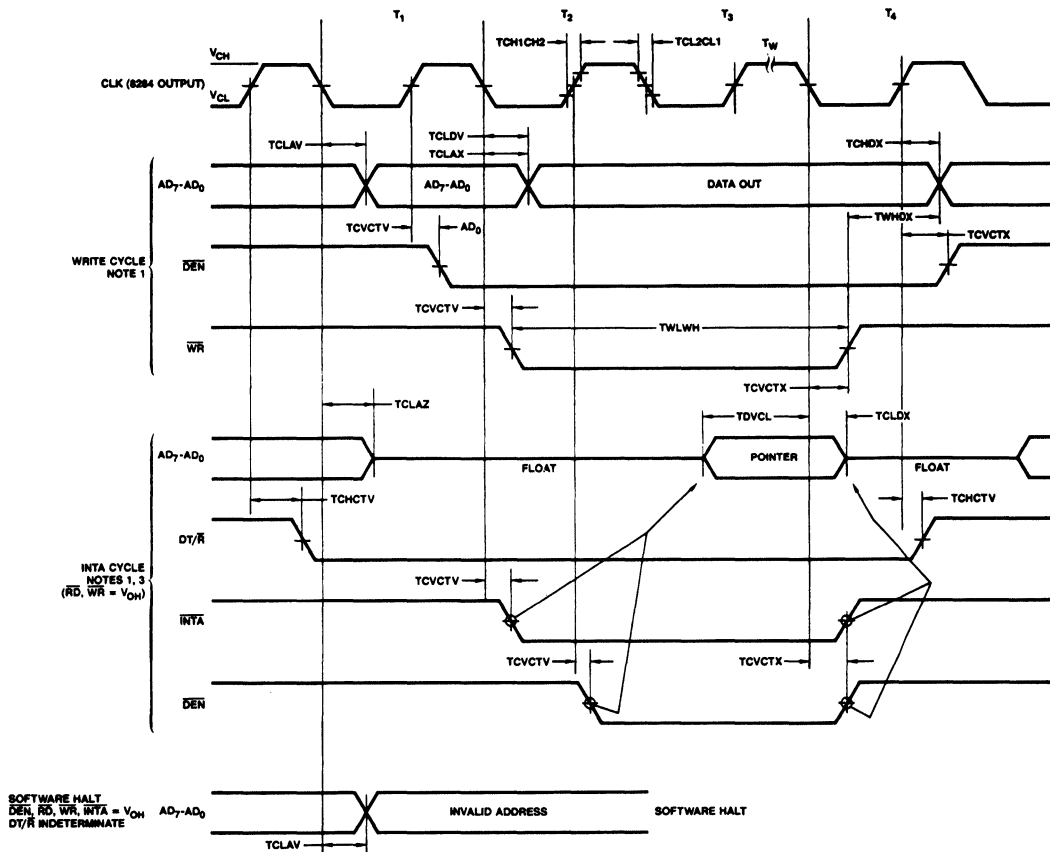 T1 T2 T3 T4
TCH1CH2 TCL2CL1 TW
VCH
CLK (8284 OUTPUT)
VCL
TCLAV TCLDV TCHDX
TCLAX
AD7-AD0 AD7-AD0 DATA OUT
TCVCTV AD0 TWHDX TCVCTX
WRITE CYCLE
NOTE 1
DEN
TCVCTV TWLWH
WR
TCVCTX
TCLAZ TDVCL TCLDX
AD7-AD0 FLOAT POINTER FLOAT
TCHCTV TCHCTV
DT/R
INTA CYCLE
NOTES 1, 3
(RD, WR = VOH)
TCVCTV
INTA
TCVCTV TCVCTX
DEN
SOFTWARE HALT
DEN, RD, WR, INTA = VOH
DT/R INDETERMINATE
AD7-AD0 INVALID ADDRESS SOFTWARE HALT
TCLAV